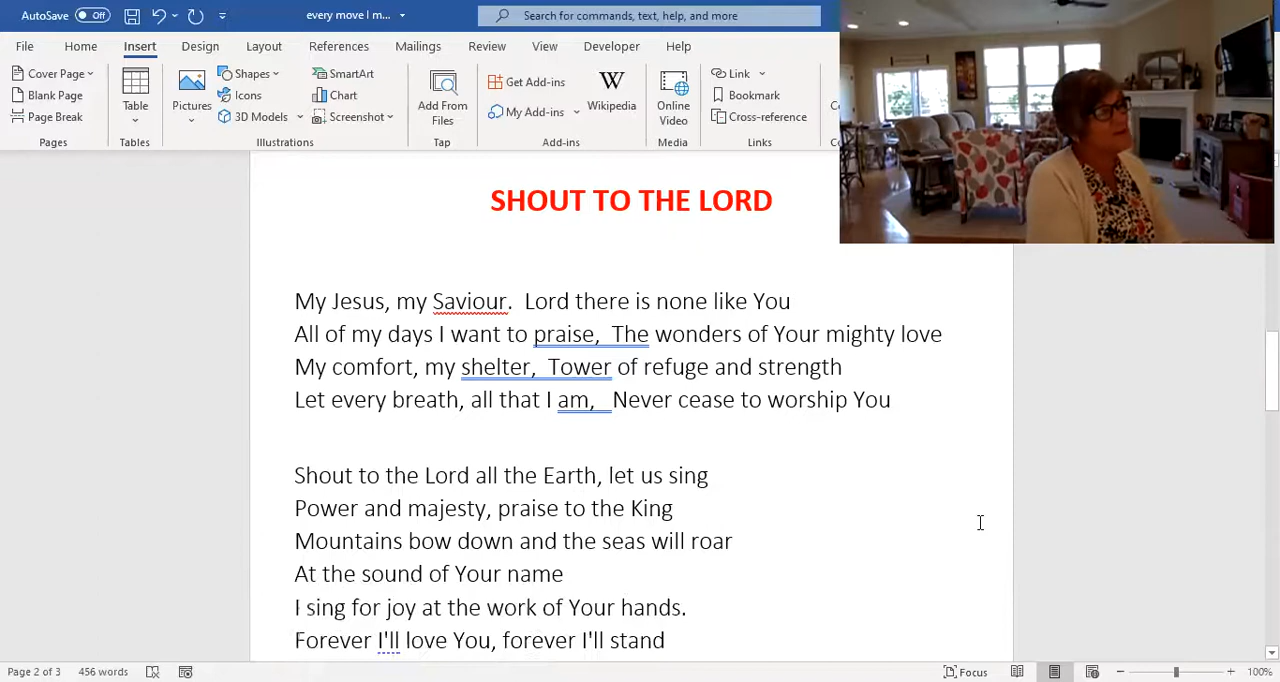 AutoSave Off every move I m... Search for commands, text, help, and more
File Home Insert Design Layout References Mailings Review View Developer Help
Cover Page
Blank Page
Page Break
Pages
Table
Tables
Pictures
Shapes
Icons
3D Models
SmartArt
Chart
Screenshot
Illustrations
Add From
Files
Tap
Get Add-ins
My Add-ins
Wikipedia
Add-ins
Online
Video
Media
Link
Bookmark
Cross-reference
Links
SHOUT TO THE LORD
My Jesus, my Saviour. Lord there is none like You
All of my days I want to praise, The wonders of Your mighty love
My comfort, my shelter, Tower of refuge and strength
Let every breath, all that I am, Never cease to worship You
Shout to the Lord all the Earth, let us sing
Power and majesty, praise to the King
Mountains bow down and the seas will roar
At the sound of Your name
I sing for joy at the work of Your hands.
Forever I'll love You, forever I'll stand
Page 2 of 3 456 words Focus 100%